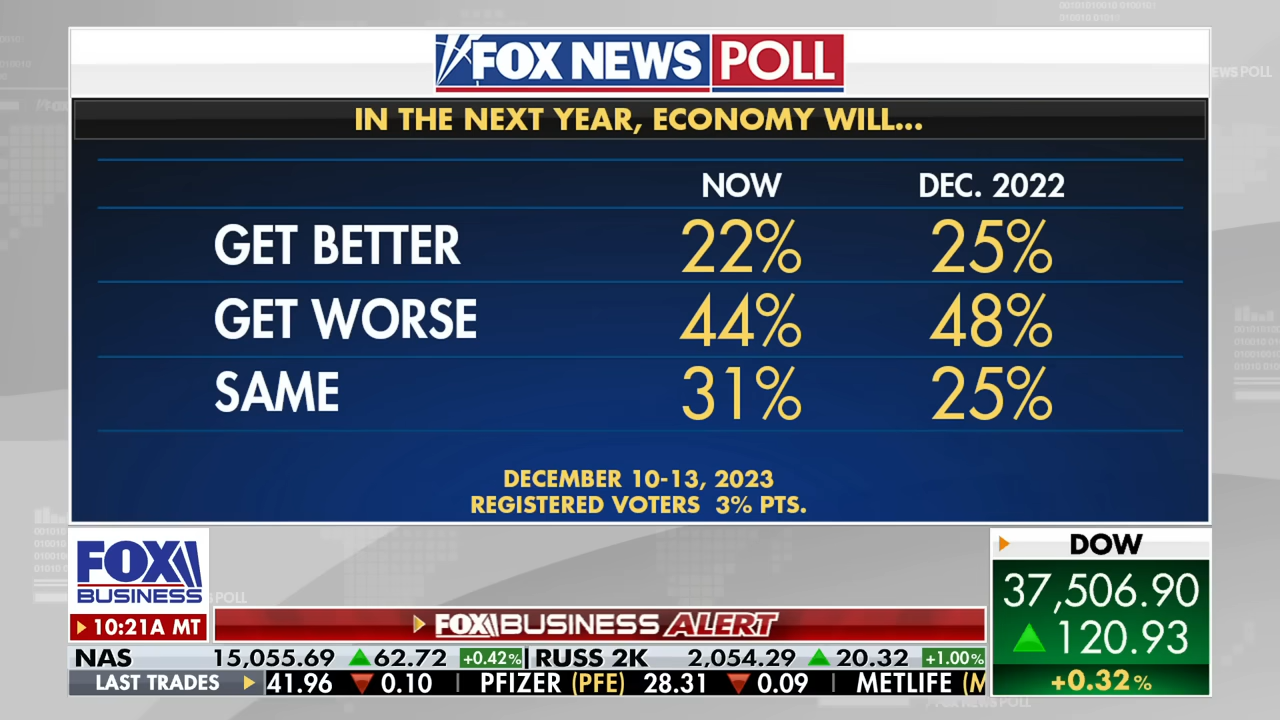 FOX NEWS POLL
IN THE NEXT YEAR, ECONOMY WILL...
NOW DEC. 2022
GET BETTER 22% 25%
GET WORSE 44% 48%
SAME 31% 25%
DECEMBER 10-13, 2023
REGISTERED VOTERS 3% PTS.
FOX BUSINESS
10:21A MT
FOX BUSINESS ALERT
DOW
37,506.90
120.93
+0.32%
NAS 15,055.69 62.72 +0.42% RUSS 2K 2,054.29 20.32 +1.00%
LAST TRADES 41.96 0.10 PFIZER (PFE) 28.31 0.09 METLIFE (M